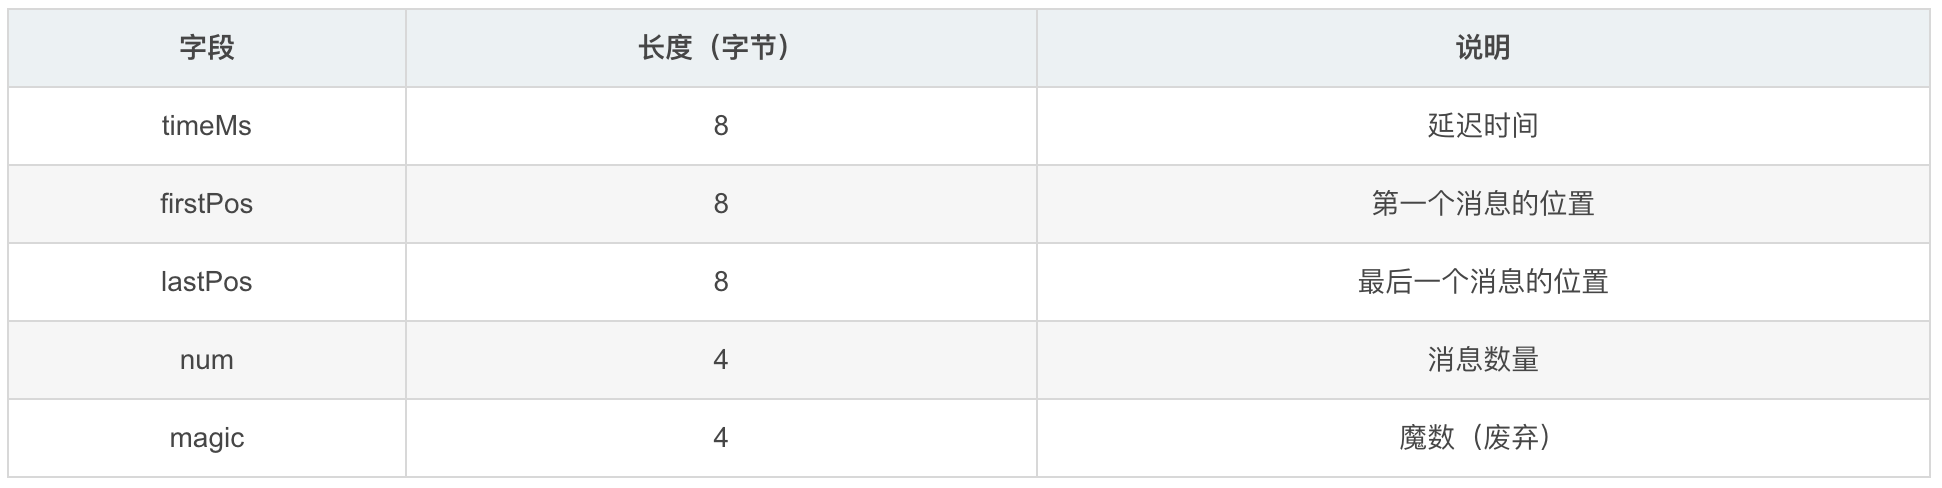 字段 长度（字节） 说明
timeMs 8 延迟时间
firstPos 8 第一个消息的位置
lastPos 8 最后一个消息的位置
num 4 消息数量
magic 4 魔数（废弃）